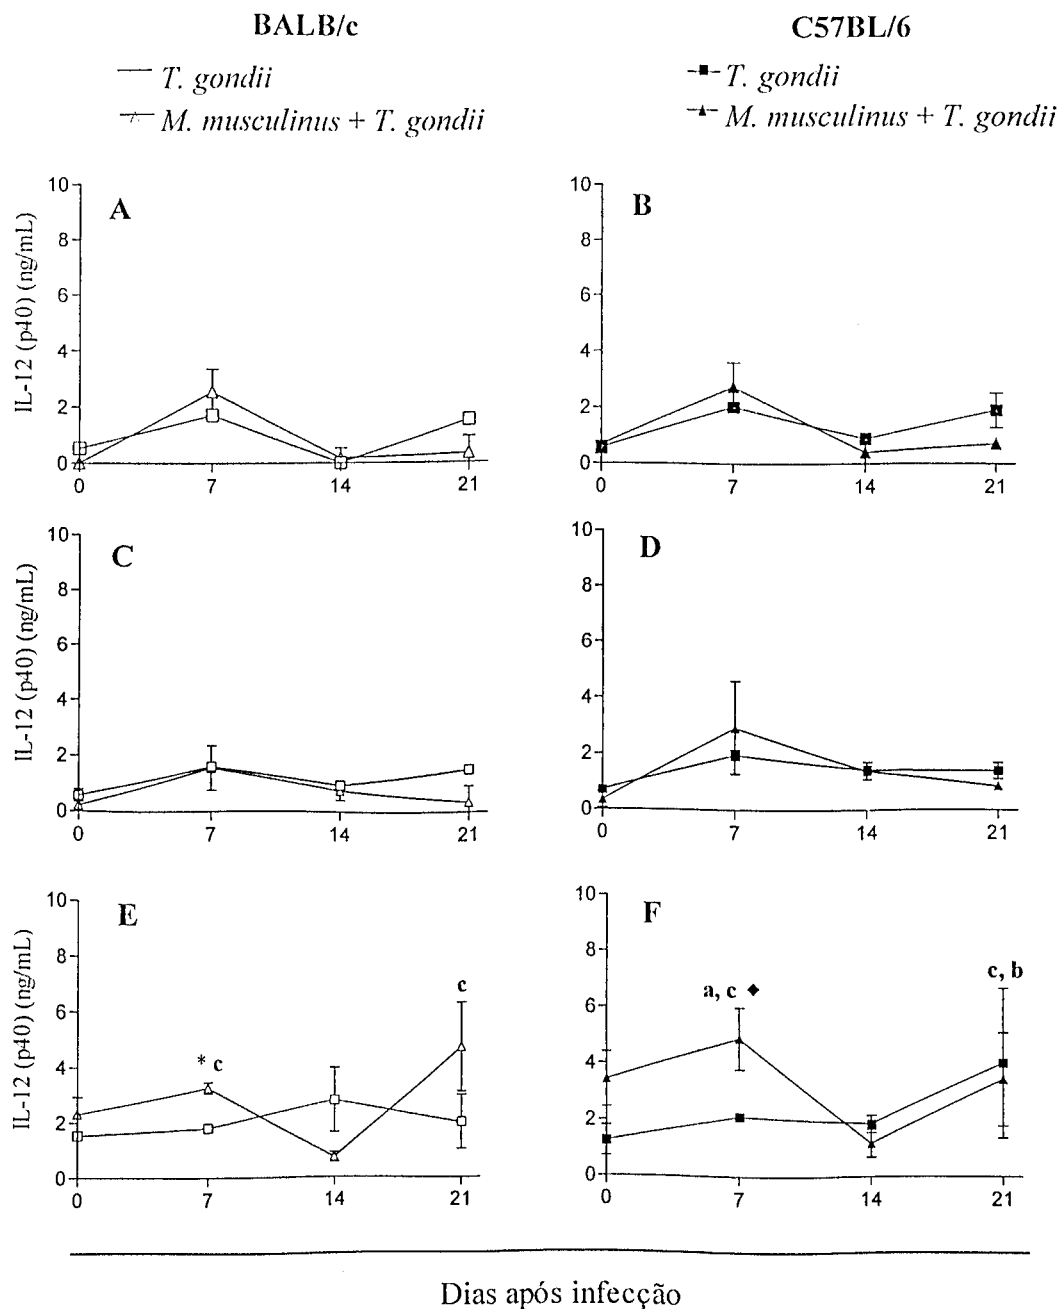 BALB/c
C57BL/6
T. gondii
M. musculinus + T. gondii
T. gondii
M. musculinus + T. gondii
A
IL-12 (p40) (ng/mL)
10
8
6
4
2
0
0 7 14 21
B
10
8
6
4
2
0
0 7 14 21
C
IL-12 (p40) (ng/mL)
10
8
6
4
2
0
0 7 14 21
D
10
8
6
4
2
0
0 7 14 21
E
IL-12 (p40) (ng/mL)
10
8
6
4
2
0
* c
c
0 7 14 21
F
10
8
6
4
2
0
a, c ◆
c, b
0 7 14 21
Dias após infecção